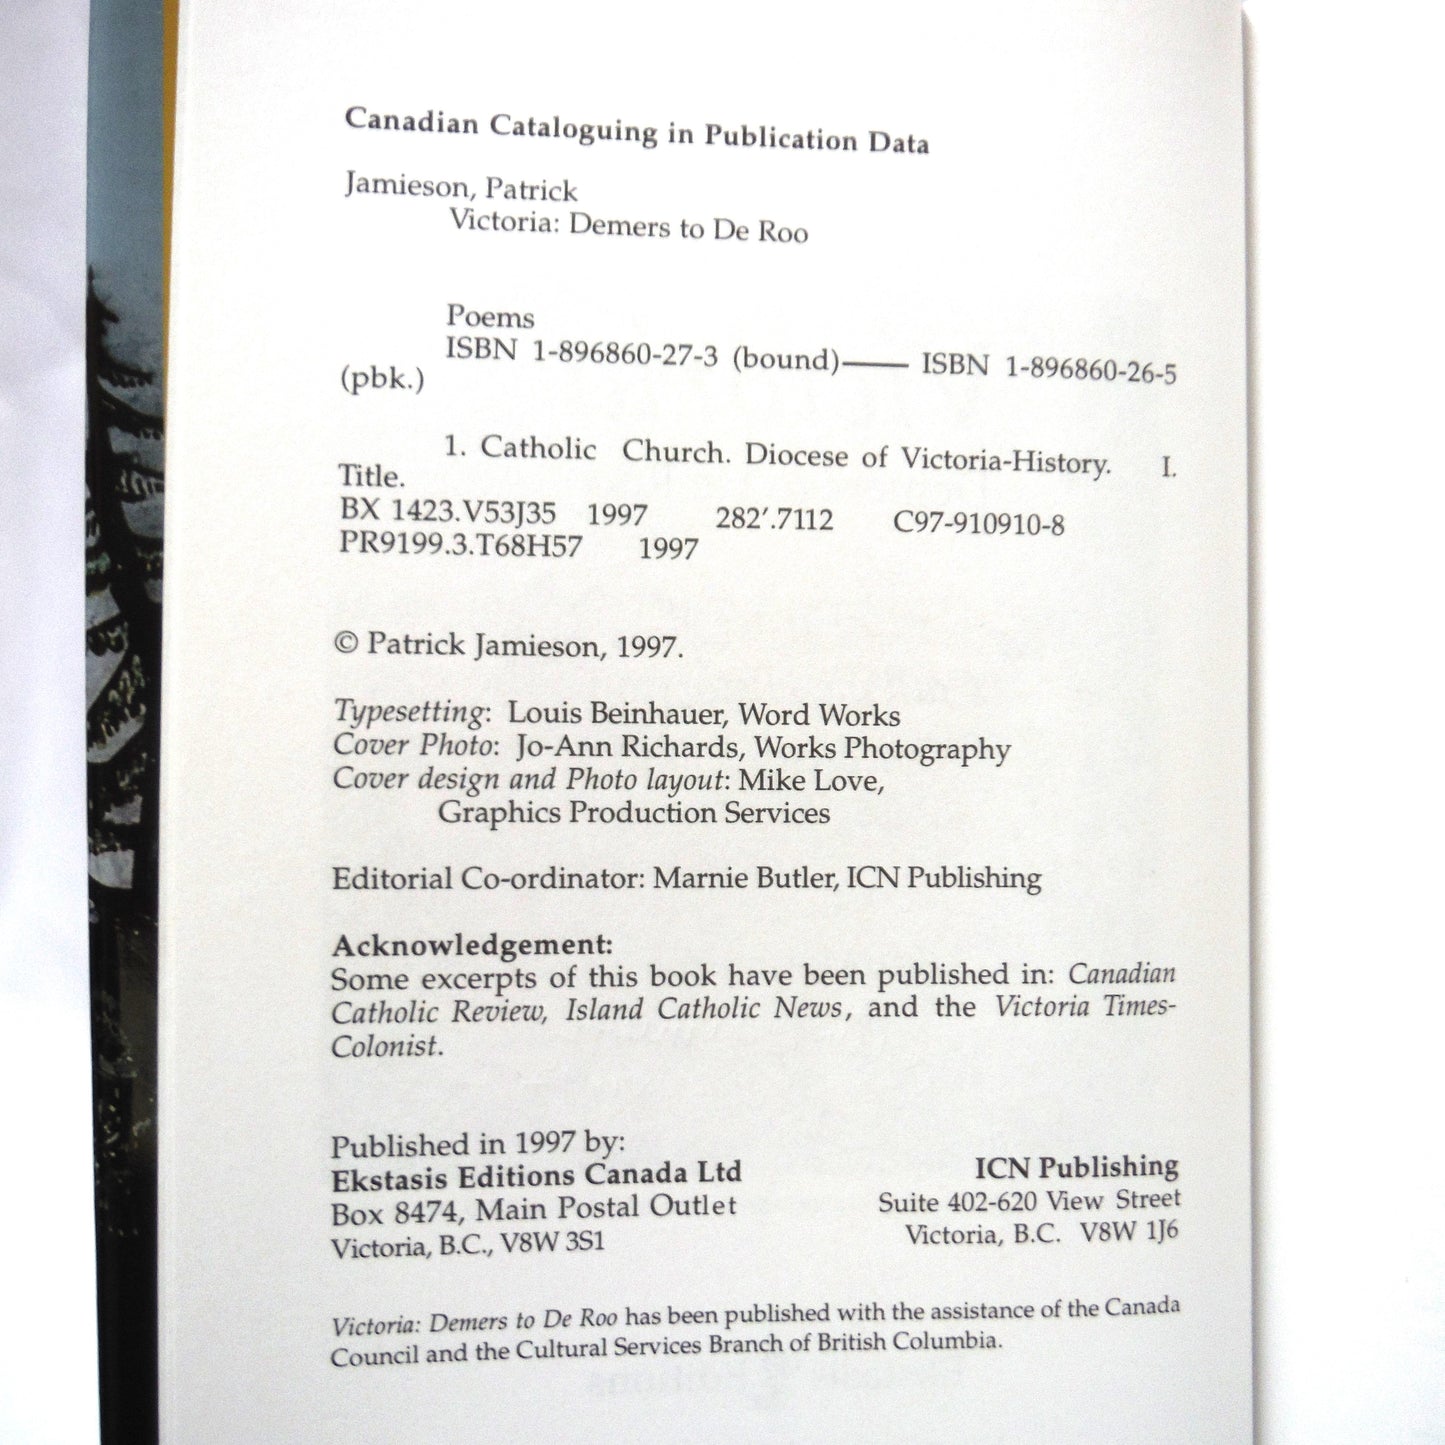 Canadian Cataloguing in Publication Data
Jamieson, Patrick
Victoria: Demers to De Roo
Poems
ISBN 1-896860-27-3 (bound)—— ISBN 1-896860-26-5
(pbk.)
1. Catholic Church. Diocese of Victoria-History. I.
Title.
BX 1423.V53J35 1997 282'.7112 C97-910910-8
PR9199.3.T68H57 1997
© Patrick Jamieson, 1997.
Typesetting: Louis Beinhauer, Word Works
Cover Photo: Jo-Ann Richards, Works Photography
Cover design and Photo layout: Mike Love,
Graphics Production Services
Editorial Co-ordinator: Marnie Butler, ICN Publishing
Acknowledgement:
Some excerpts of this book have been published in: Canadian
Catholic Review, Island Catholic News, and the Victoria Times-
Colonist.
Published in 1997 by:
Ekstasis Editions Canada Ltd
Box 8474, Main Postal Outlet
Victoria, B.C., V8W 3S1
ICN Publishing
Suite 402-620 View Street
Victoria, B.C. V8W 1J6
Victoria: Demers to De Roo has been published with the assistance of the Canada
Council and the Cultural Services Branch of British Columbia.